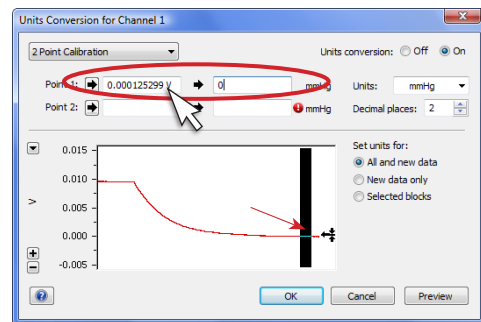 Units Conversion for Channel 1
2 Point Calibration
Units conversion: Off On
Point 1: 0.000125299 V 0 mmHg Units: mmHg
Point 2: mmHg Decimal places: 2
Set units for:
All and new data
New data only
Selected blocks
0.015
0.010
V
0.005
0.000
-0.005
OK Cancel Preview